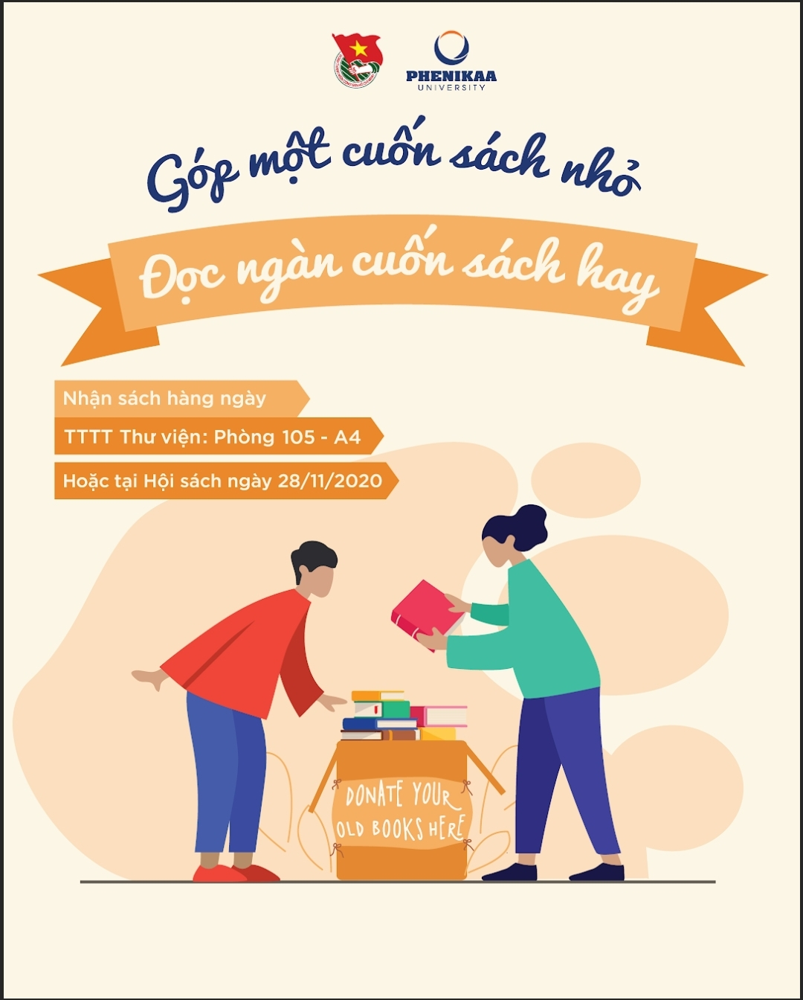 PHENIKAA
UNIVERSITY
Góp một cuốn sách nhỏ
Đọc ngàn cuốn sách hay
Nhận sách hàng ngày
TTTT Thư viện: Phòng 105 - A4
Hoặc tại Hội sách ngày 28/11/2020
DONATE YOUR
OLD BOOKS HERE